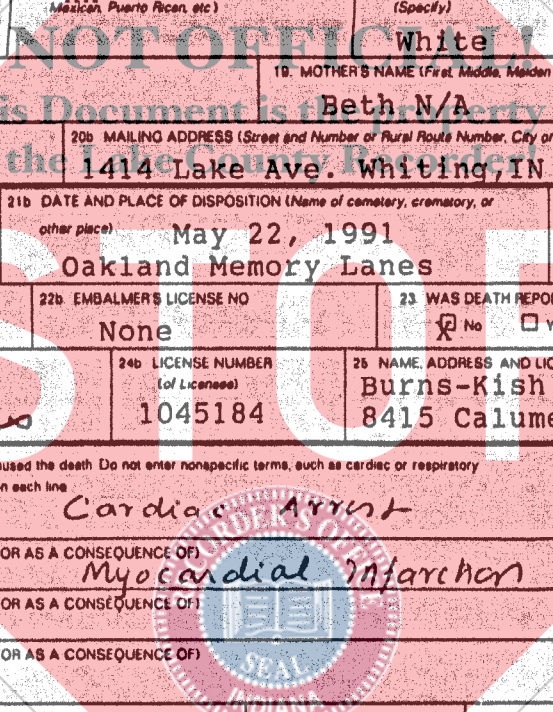 Mexican, Puerto Rican, etc)
(Specify)
NOT OFFICIAL!
White
19. MOTHER'S NAME (First, Middle, Maiden
is Document is the property
Beth N/A
20b MAILING ADDRESS (Street and Number or Rural Route Number, City or
the Lake County Recorder!
1414 Lake Ave. Whiting, IN
21b DATE AND PLACE OF DISPOSITION (Name of cemetery, crematory, or
other place)
May 22, 1991
Oakland Memory Lanes
STOP
22b. EMBALMER'S LICENSE NO
None
23 WAS DEATH REPO
X No
24b LICENSE NUMBER
(of Licensee)
1045184
25 NAME, ADDRESS AND LIC
Burns-Kish
8415 Calume
aused the death Do not enter nonspecific terms, such as cardiac or respiratory
n each line
Cardiac Arrest
OR AS A CONSEQUENCE OF)
Myocardial Infarction
OR AS A CONSEQUENCE OF)
OR AS A CONSEQUENCE OF)
RECORDER'S OFFICE
SEAL
INDIANA